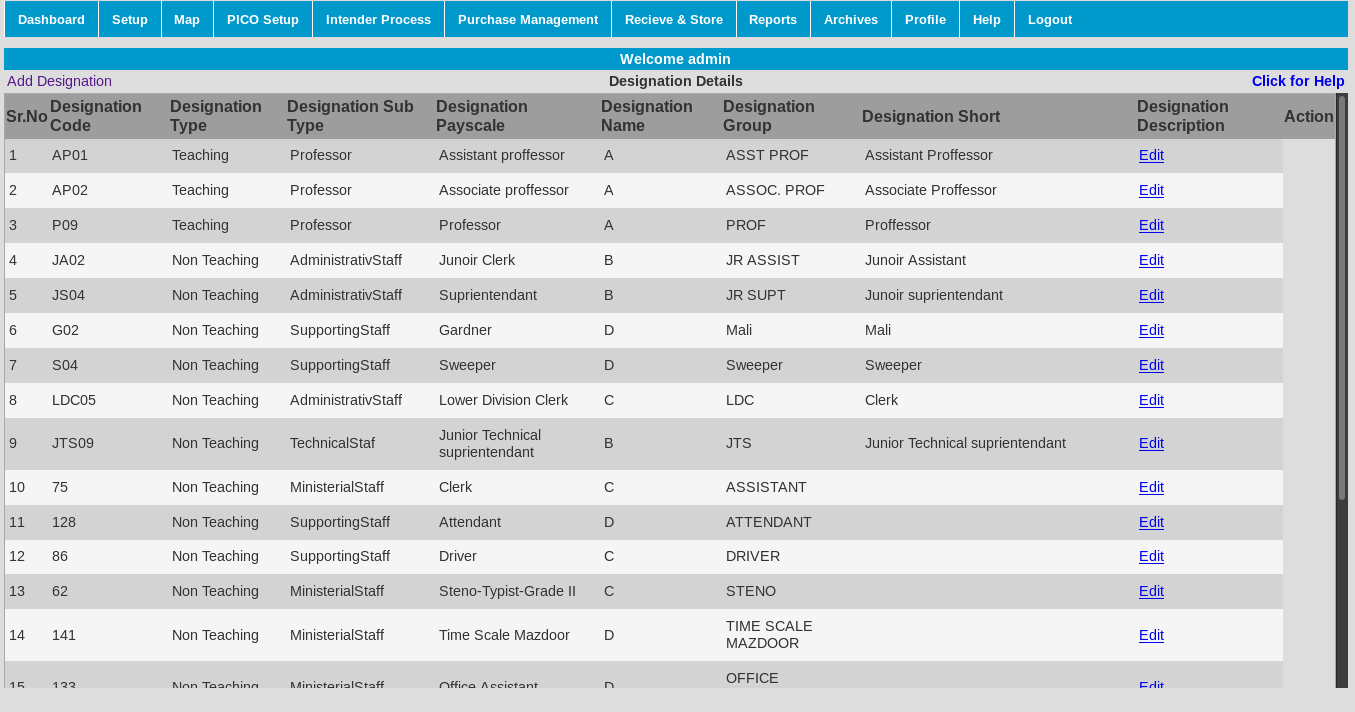 Dashboard Setup Map PICO Setup Intender Process Purchase Management Recieve & Store Reports Archives Profile Help Logout
Welcome admin
Add Designation Designation Details Click for Help
Sr.No Designation Code Designation Type Designation Sub Type Designation Payscale Designation Name Designation Group Designation Short Designation Description Action
1 AP01 Teaching Professor Assistant proffessor A ASST PROF Assistant Proffessor Edit
2 AP02 Teaching Professor Associate proffessor A ASSOC. PROF Associate Proffessor Edit
3 P09 Teaching Professor Professor A PROF Proffessor Edit
4 JA02 Non Teaching AdministrativStaff Junoir Clerk B JR ASSIST Junoir Assistant Edit
5 JS04 Non Teaching AdministrativStaff Suprientendant B JR SUPT Junoir suprientendant Edit
6 G02 Non Teaching SupportingStaff Gardner D Mali Mali Edit
7 S04 Non Teaching SupportingStaff Sweeper D Sweeper Sweeper Edit
8 LDC05 Non Teaching AdministrativStaff Lower Division Clerk C LDC Clerk Edit
9 JTS09 Non Teaching TechnicalStaf Junior Technical suprientendant B JTS Junior Technical suprientendant Edit
10 75 Non Teaching MinisterialStaff Clerk C ASSISTANT Edit
11 128 Non Teaching SupportingStaff Attendant D ATTENDANT Edit
12 86 Non Teaching SupportingStaff Driver C DRIVER Edit
13 62 Non Teaching MinisterialStaff Steno-Typist-Grade II C STENO Edit
14 141 Non Teaching MinisterialStaff Time Scale Mazdoor D TIME SCALE MAZDOOR Edit
15 133 Non Teaching MinisterialStaff Office Assistant D OFFICE Edit